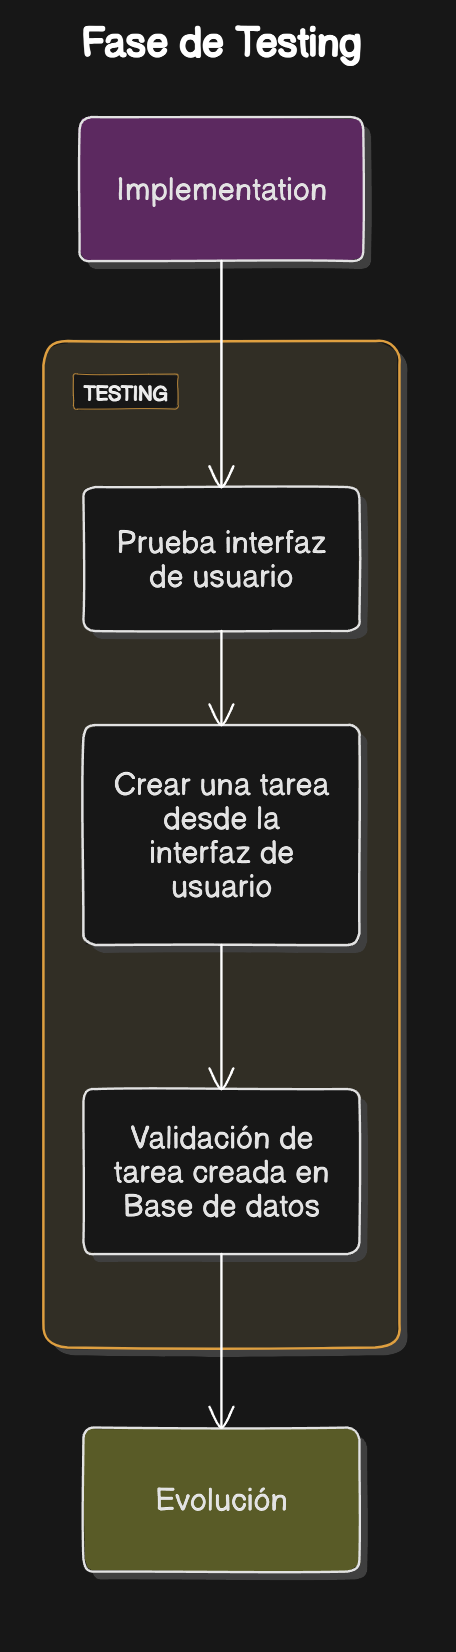 Fase de Testing
Implementation
TESTING
Prueba interfaz
de usuario
Crear una tarea
desde la
interfaz de
usuario
Validación de
tarea creada en
Base de datos
Evolución